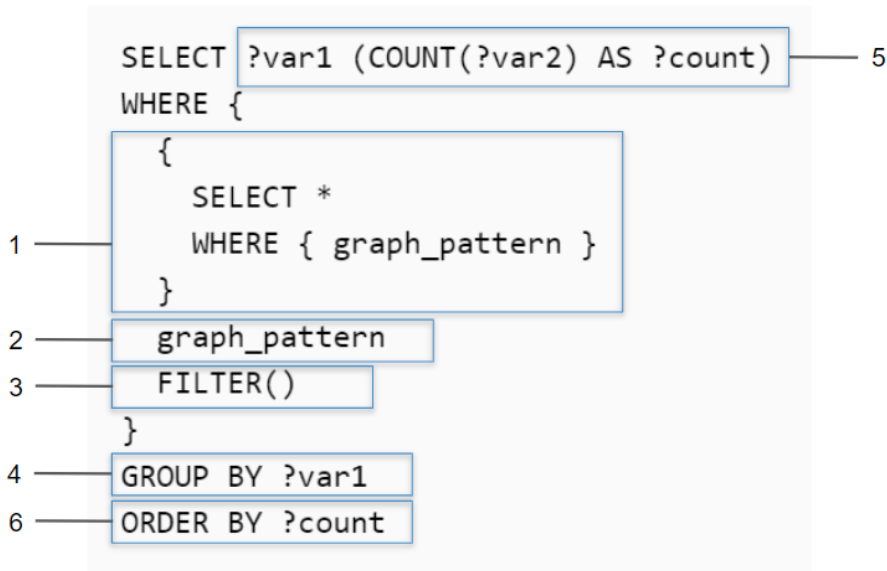 SELECT ?var1 (COUNT(?var2) AS ?count) 5
WHERE {
{
SELECT *
1 WHERE { graph_pattern }
}
2 graph_pattern
3 FILTER()
}
4 GROUP BY ?var1
6 ORDER BY ?count